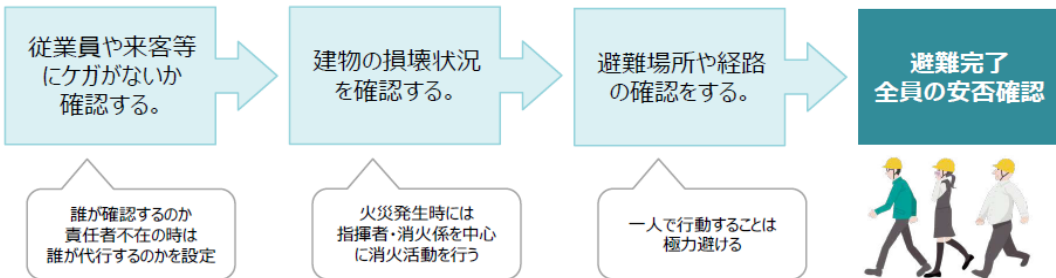 従業員や来客等
にケガがないか
確認する。
建物の損壊状況
を確認する。
避難場所や経路
の確認をする。
避難完了
全員の安否確認
誰が確認するのか
責任者不在の時は
誰が代行するのかを設定
火災発生時には
指揮者・消火係を中心
に消火活動を行う
一人で行動することは
極力避ける